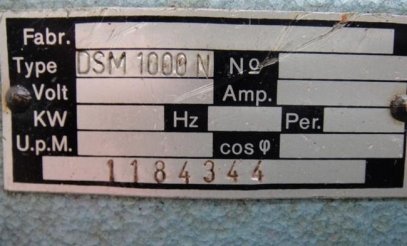 Fabr.
Type DSM 1000 N Nº
Volt Amp.
KW Hz Per.
U.p.M. cos φ
1184344